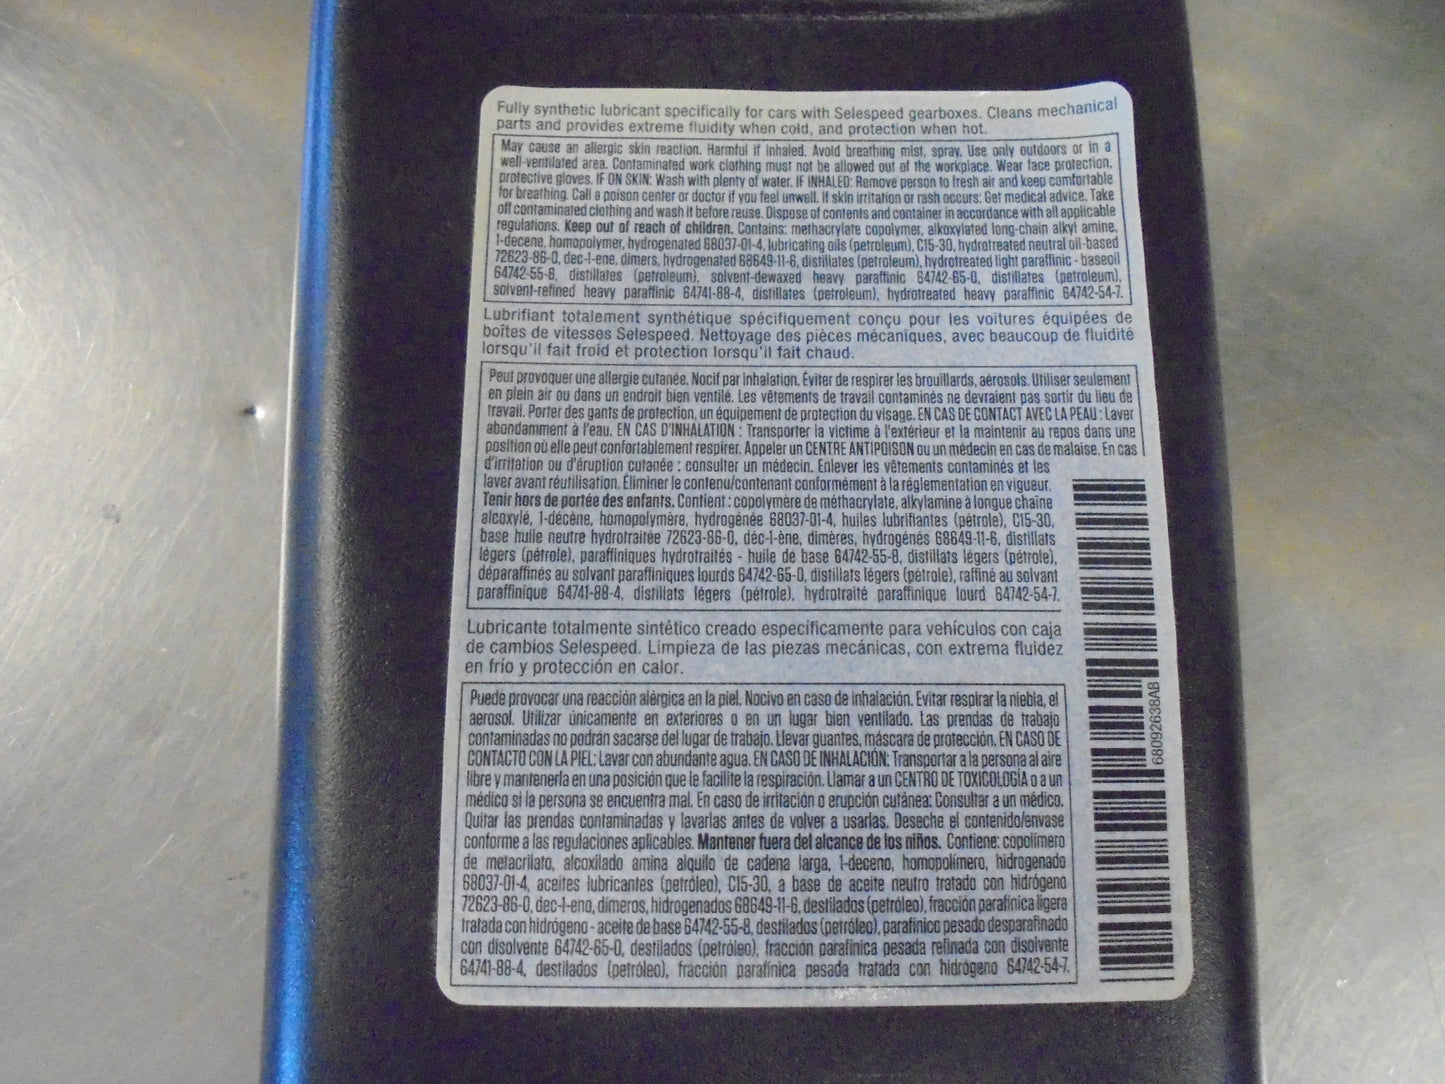 Fully synthetic lubricant specifically for cars with Selespeed gearboxes. Cleans mechanical
parts and provides extreme fluidity when cold, and protection when hot.
May cause an allergic skin reaction. Harmful if inhaled. Avoid breathing mist, spray. Use only outdoors or in a
well-ventilated area. Contaminated work clothing must not be allowed out of the workplace. Wear face protection,
protective gloves. IF ON SKIN: Wash with plenty of water. IF INHALED: Remove person to fresh air and keep comfortable
for breathing. Call a poison center or doctor if you feel unwell. If skin irritation or rash occurs: Get medical advice. Take
off contaminated clothing and wash it before reuse. Dispose of contents and container in accordance with all applicable
regulations. Keep out of reach of children. Contains: methacrylate copolymer, alkoxylated long-chain alkyl amine,
1-decene, homopolymer, hydrogenated 68037-01-4, lubricating oils (petroleum), C15-30, hydrotreated neutral oil-based
72623-86-0, dec-1-ene, dimers, hydrogenated 68649-11-6, distillates (petroleum), hydrotreated light paraffinic - baseoil
64742-55-8, distillates (petroleum), solvent-dewaxed heavy paraffinic 64742-65-0, distillates (petroleum),
solvent-refined heavy paraffinic 64741-88-4, distillates (petroleum), hydrotreated heavy paraffinic 64742-54-7.
Lubrifiant totalement synthétique spécifiquement conçu pour les voitures équipées de
boîtes de vitesses Selespeed. Nettoyage des pièces mécaniques, avec beaucoup de fluidité
lorsqu'il fait froid et protection lorsqu'il fait chaud.
Peut provoquer une allergie cutanée. Nocif par inhalation. Éviter de respirer les brouillards, aérosols. Utiliser seulement
en plein air ou dans un endroit bien ventilé. Les vêtements de travail contaminés ne devraient pas sortir du lieu de
travail. Porter des gants de protection, un équipement de protection du visage. EN CAS DE CONTACT AVEC LA PEAU : Laver
abondamment à l'eau. EN CAS D'INHALATION : Transporter la victime à l'extérieur et la maintenir au repos dans une
position où elle peut confortablement respirer. Appeler un CENTRE ANTIPOISON ou un médecin en cas de malaise. En cas
d'irritation ou d'éruption cutanée : consulter un médecin. Enlever les vêtements contaminés et les
laver avant réutilisation. Éliminer le contenu/contenant conformément à la réglementation en vigueur.
Tenir hors de portée des enfants. Contient : copolymère de méthacrylate, alkylamine à longue chaîne
alcoxylé, 1-décène, homopolymère, hydrogénée 68037-01-4, huiles lubrifiantes (pétrole), C15-30,
base huile neutre hydrotraitée 72623-86-0, déc-1-ène, dimères, hydrogénés 68649-11-6, distillats
légers (pétrole), paraffiniques hydrotraités - huile de base 64742-55-8, distillats légers (pétrole),
déparaffinés au solvant paraffiniques lourds 64742-65-0, distillats légers (pétrole), raffiné au solvant
paraffinique 64741-88-4, distillats légers (pétrole), hydrotraité paraffinique lourd 64742-54-7.
Lubricante totalmente sintético creado específicamente para vehículos con caja
de cambios Selespeed. Limpieza de las piezas mecánicas, con extrema fluidez
en frío y protección en calor.
Puede provocar una reacción alérgica en la piel. Nocivo en caso de inhalación. Evitar respirar la niebla, el
aerosol. Utilizar únicamente en exteriores o en un lugar bien ventilado. Las prendas de trabajo
contaminadas no podrán sacarse del lugar de trabajo. Llevar guantes, máscara de protección. EN CASO DE
CONTACTO CON LA PIEL: Lavar con abundante agua. EN CASO DE INHALACIÓN: Transportar a la persona al aire
libre y mantenerla en una posición que le facilite la respiración. Llamar a un CENTRO DE TOXICOLOGÍA o a un
médico si la persona se encuentra mal. En caso de irritación o erupción cutánea: Consultar a un médico.
Quitar las prendas contaminadas y lavarlas antes de volver a usarlas. Deseche el contenido/envase
conforme a las regulaciones aplicables. Mantener fuera del alcance de los niños. Contiene: copolímero
de metacrilato, alcoxilado amina alquilo de cadena larga, 1-deceno, homopolímero, hidrogenado
68037-01-4, aceites lubricantes (petróleo), C15-30, a base de aceite neutro tratado con hidrógeno
72623-86-0, dec-1-eno, dímeros, hidrogenados 68649-11-6, destilados (petróleo), fracción parafínica ligera
tratada con hidrógeno - aceite de base 64742-55-8, destilados (petróleo), parafínico pesado desparafinado
con disolvente 64742-65-0, destilados (petróleo), fracción parafínica pesada refinada con disolvente
64741-88-4, destilados (petróleo), fracción parafínica pesada tratada con hidrógeno 64742-54-7.
68092638AB